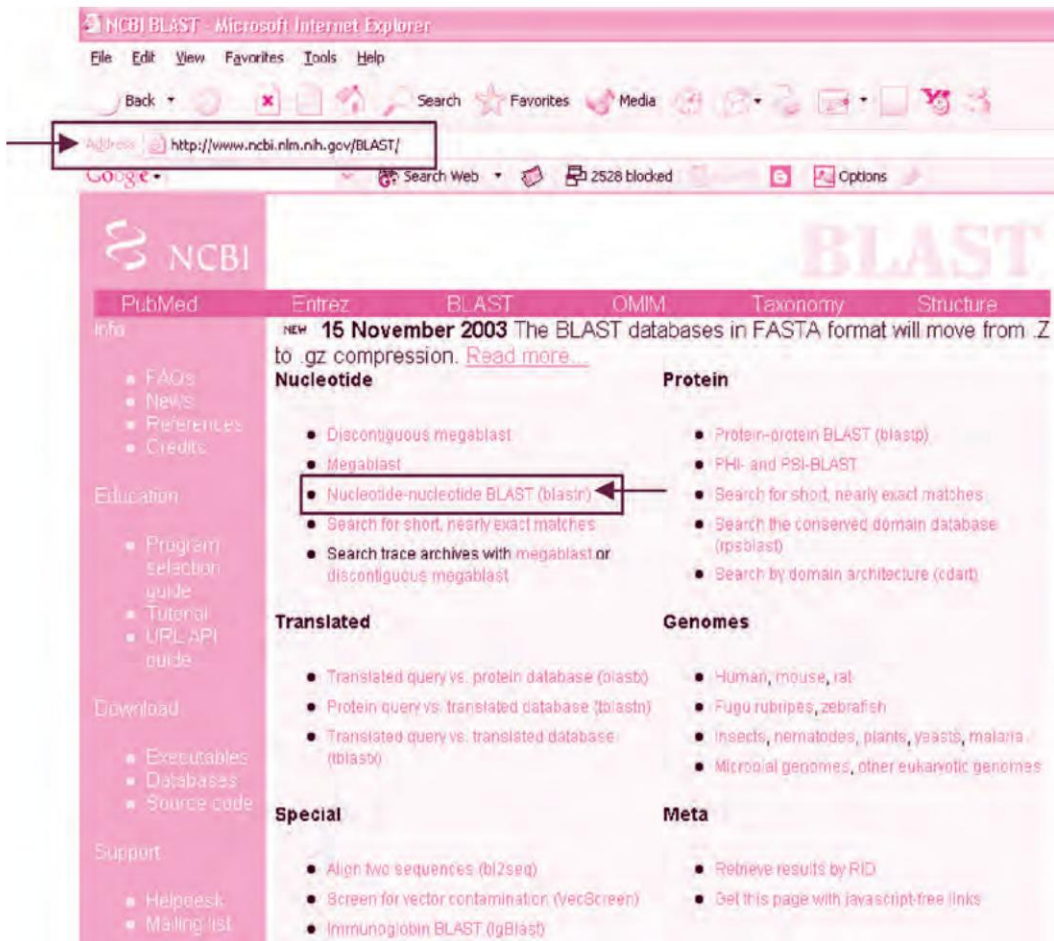 NCBI BLAST - Microsoft Internet Explorer
File Edit View Favorites Tools Help
Back Search Favorites Media
Address http://www.ncbi.nlm.nih.gov/BLAST/
Google Search Web 2528 blocked Options
NCBI
BLAST
PubMed Entrez BLAST OMIM Taxonomy Structure
Info
FAQs
News
References
Credits
Education
Program
selection
guide
Tutorial
URL API
guide
Download
Executables
Databases
Source code
Support
Helpdesk
Mailing list
NEW 15 November 2003 The BLAST databases in FASTA format will move from .Z
to .gz compression. Read more...
Nucleotide
Discontiguous megablast
Megablast
Nucleotide-nucleotide BLAST (blastn)
Search for short, nearly exact matches
Search trace archives with megablast or
discontiguous megablast
Protein
Protein-protein BLAST (blastp)
PHI- and PSI-BLAST
Search for short, nearly exact matches
Search the conserved domain database
(rpsblast)
Search by domain architecture (cdart)
Translated
Translated query vs. protein database (blastx)
Protein query vs. translated database (tblastn)
Translated query vs. translated database
(tblastx)
Genomes
Human, mouse, rat
Fugu rubripes, zebrafish
Insects, nematodes, plants, yeasts, malaria
Microbial genomes, other eukaryotic genomes
Special
Align two sequences (bl2seq)
Screen for vector contamination (VecScreen)
Immunoglobin BLAST (IgBlast)
Meta
Retrieve results by RID
Get this page with javascript-free links